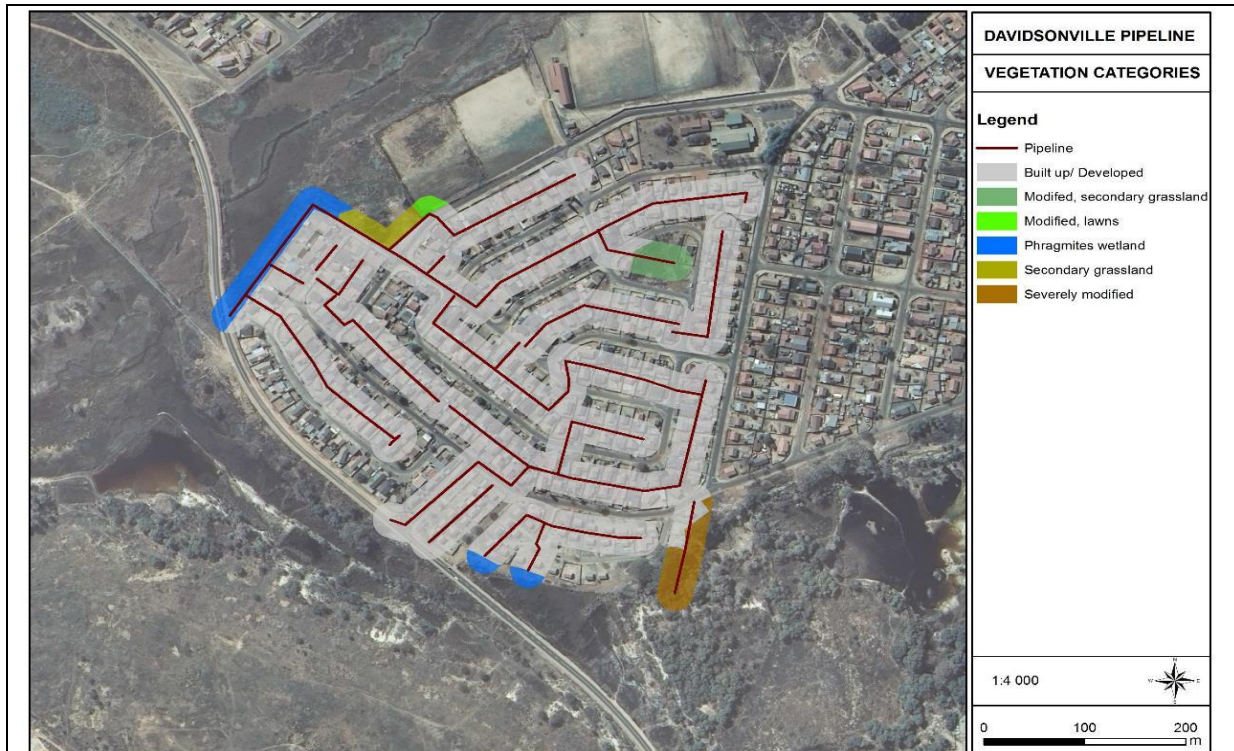 DAVIDSONVILLE PIPELINE
VEGETATION CATEGORIES
Legend
Pipeline
Built up/ Developed
Modifed, secondary grassland
Modified, lawns
Phragmites wetland
Secondary grassland
Severely modified
1:4 000
N
W E
S
0 100 200
m